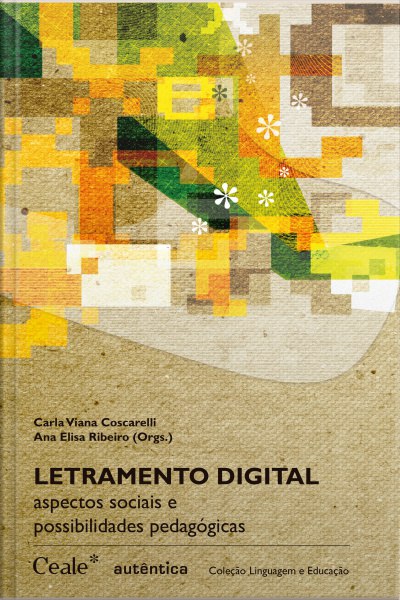 Carla Viana Coscarelli
Ana Elisa Ribeiro (Orgs.)
LETRAMENTO DIGITAL
aspectos sociais e
possibilidades pedagógicas
Ceale* autêntica Coleção Linguagem e Educação